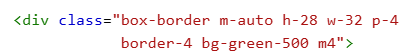 <div class="box-border m-auto h-28 w-32 p-4
border-4 bg-green-500 m4">